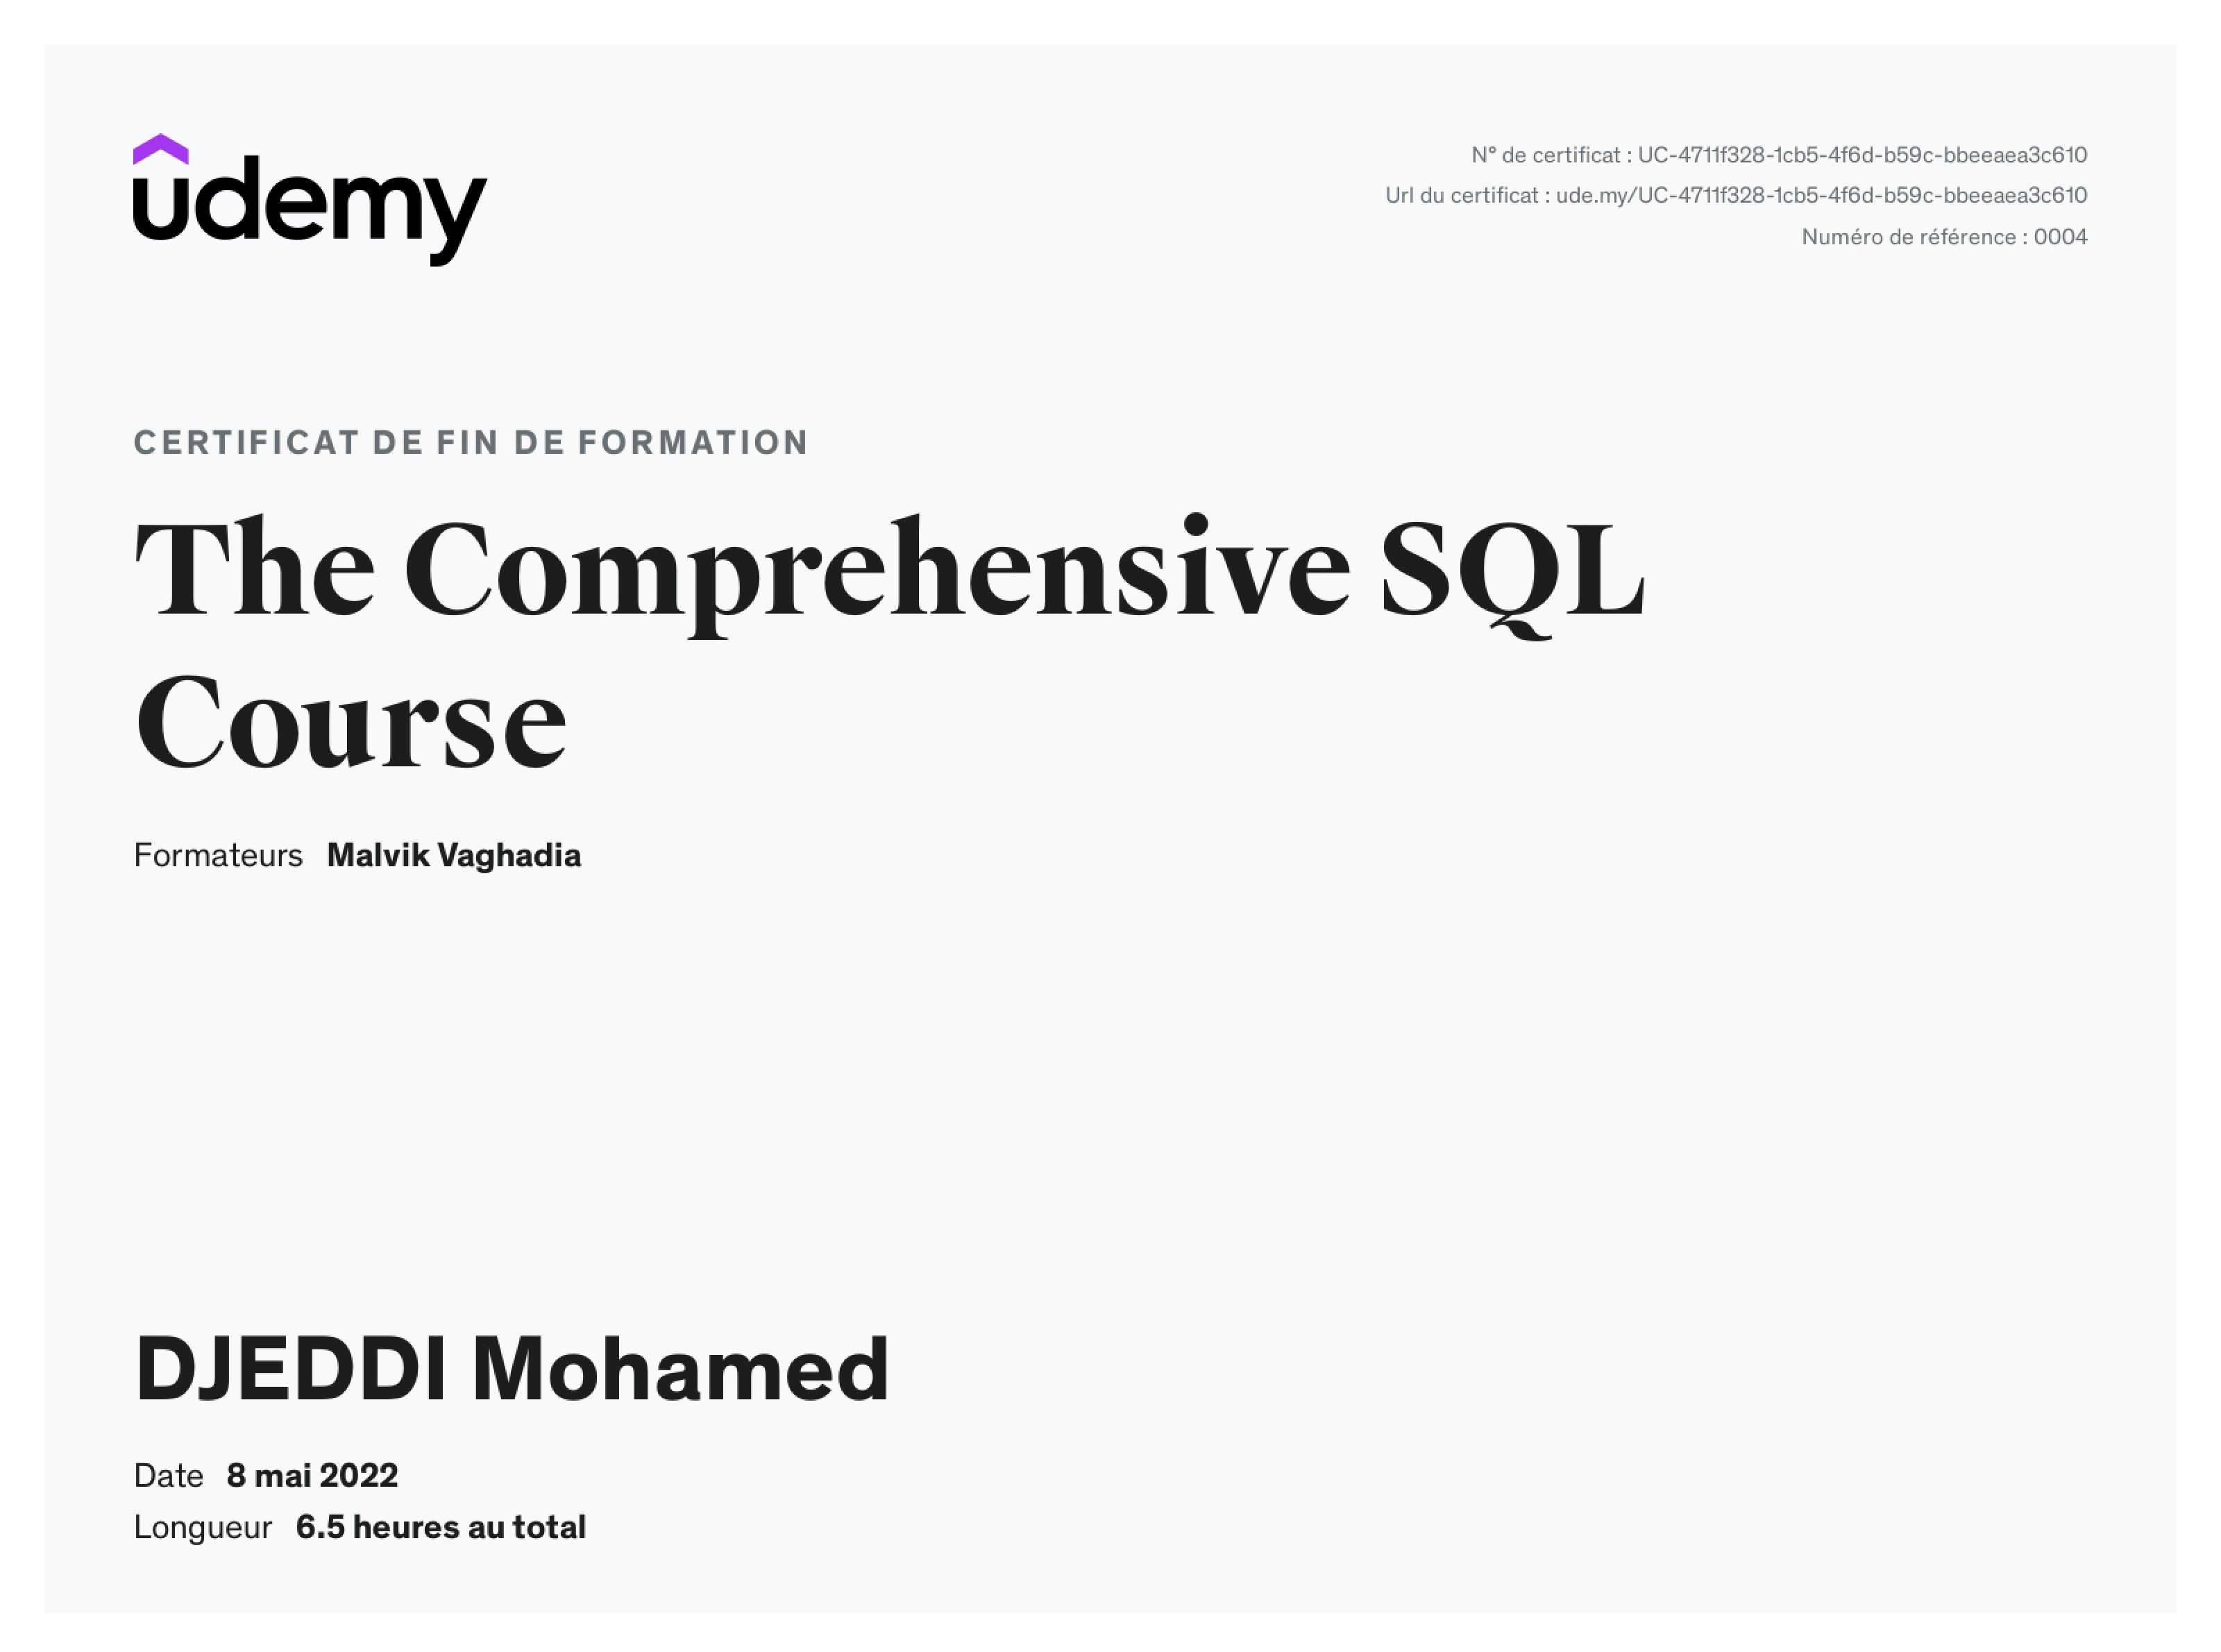 udemy
N° de certificat : UC-4711f328-1cb5-4f6d-b59c-bbeeaea3c610
Url du certificat : ude.my/UC-4711f328-1cb5-4f6d-b59c-bbeeaea3c610
Numéro de référence : 0004
CERTIFICAT DE FIN DE FORMATION
The Comprehensive SQL
Course
Formateurs Malvik Vaghadia
DJEDDI Mohamed
Date 8 mai 2022
Longueur 6.5 heures au total